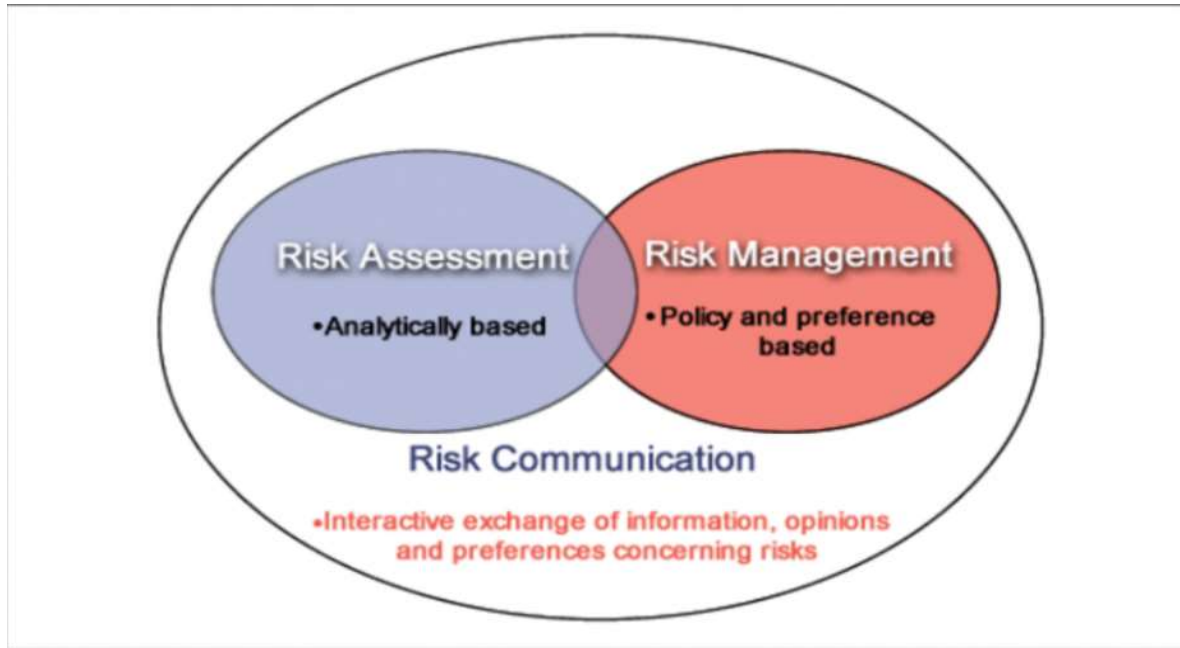 Risk Assessment
•Analytically based
Risk Management
•Policy and preference
based
Risk Communication
•Interactive exchange of information, opinions
and preferences concerning risks